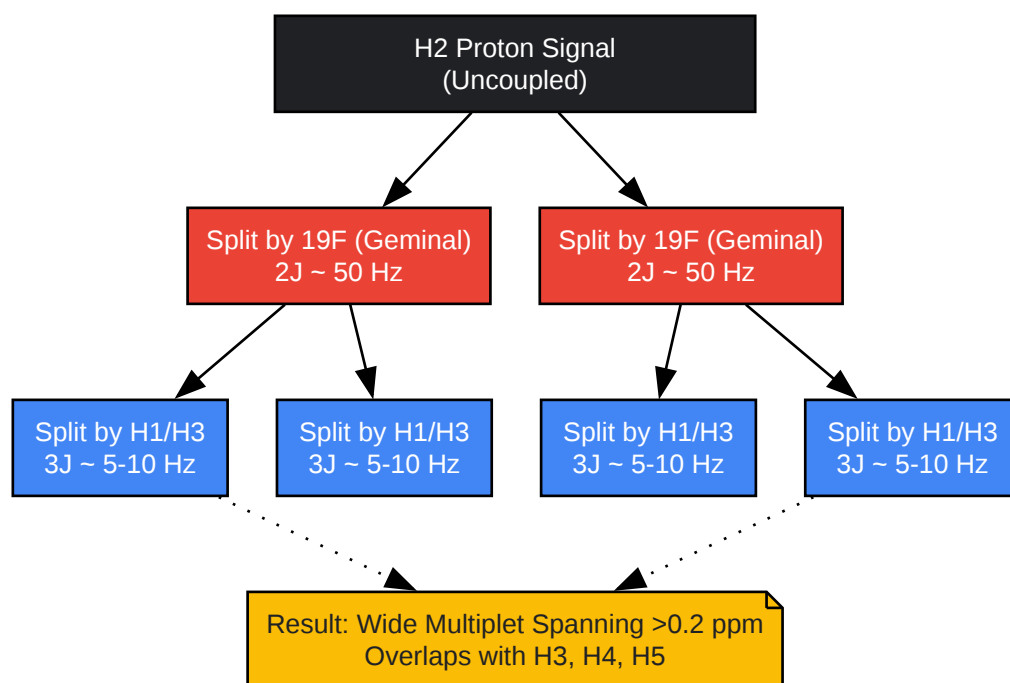 H2 Proton Signal
(Uncoupled)
Split by 19F (Geminal)
2J ~ 50 Hz
Split by 19F (Geminal)
2J ~ 50 Hz
Split by H1/H3
3J ~ 5-10 Hz
Split by H1/H3
3J ~ 5-10 Hz
Split by H1/H3
3J ~ 5-10 Hz
Split by H1/H3
3J ~ 5-10 Hz
Result: Wide Multiplet Spanning >0.2 ppm
Overlaps with H3, H4, H5